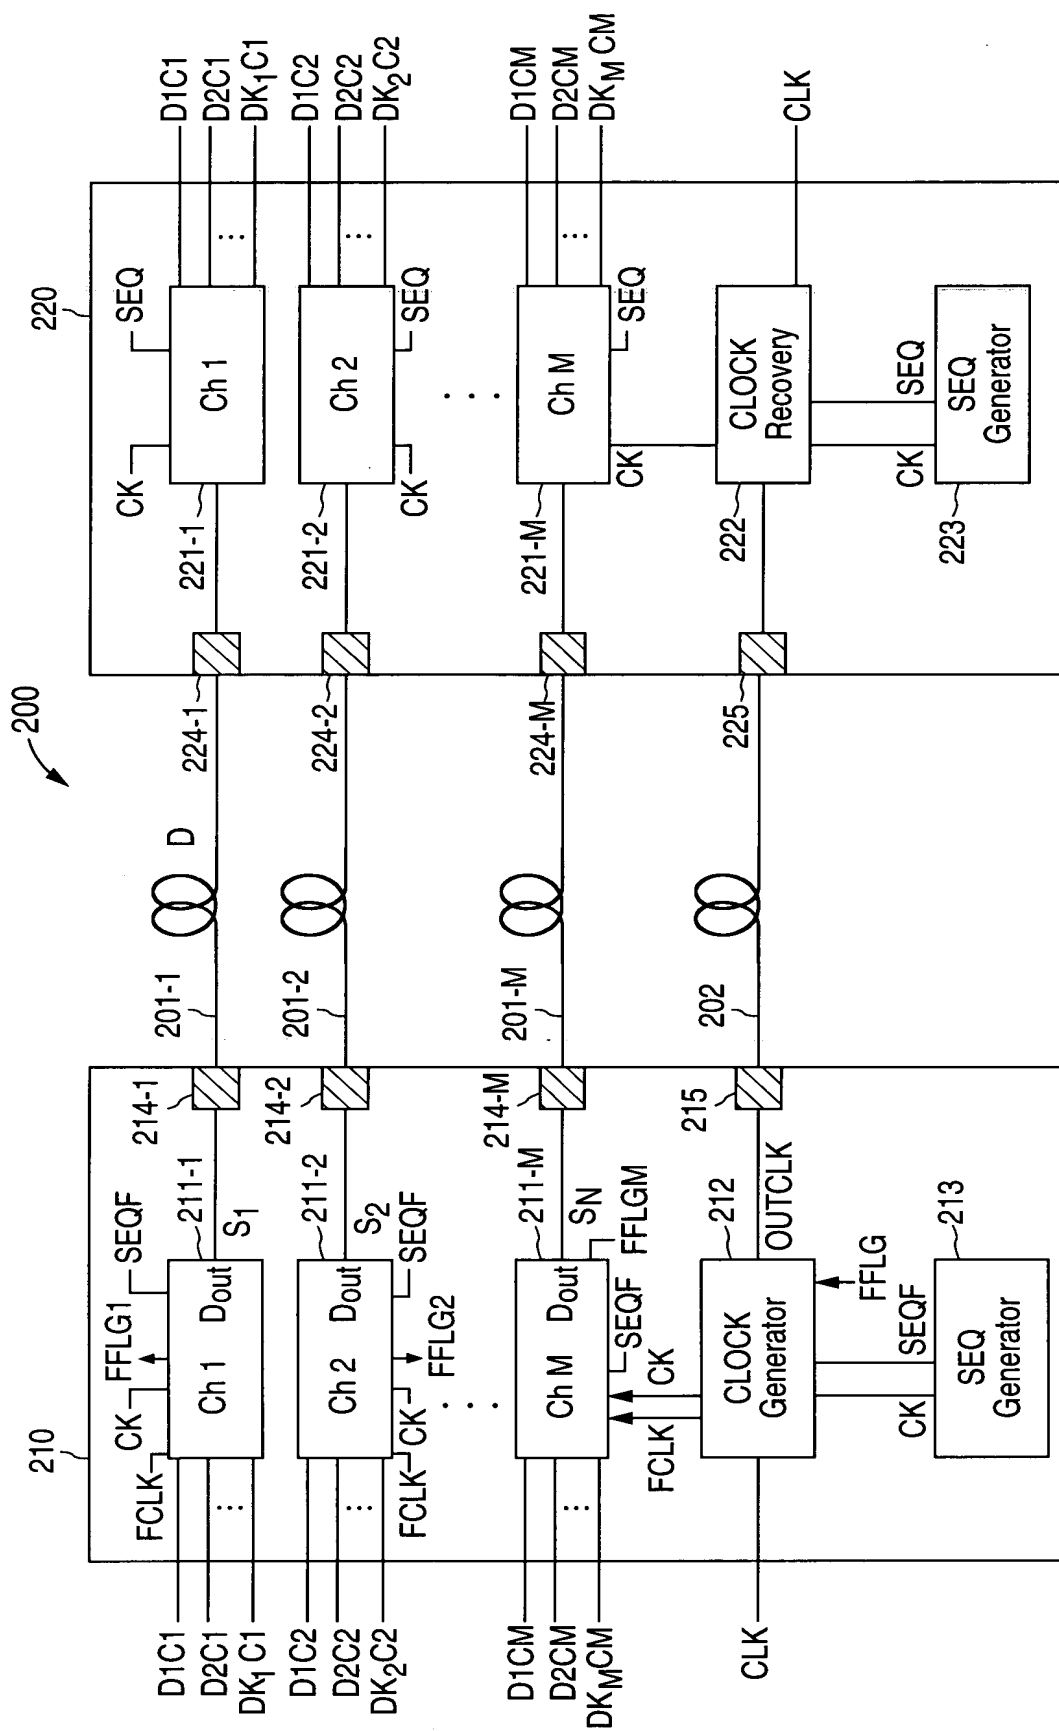 200
210
FCLK
CK
FFLG1
SEQF
D1C1
D2C1
DK1C1
Ch 1
Dout
2111-1
S1
214-1
201-1
D
224-1
221-1
CK
SEQ
220
Ch 1
D1C1
D2C1
DK1C1
D1C2
D2C2
DK2C2
Ch 2
Dout
2111-2
S2
FCLK
CK
FFLG2
SEQF
214-2
201-2
224-2
221-2
Ch 2
CK
SEQ
D1C2
D2C2
DK2C2
D1CM
D2CM
DKMCM
Ch M
Dout
2111-M
SN
FFLGM
SEQF
FCLK
CK
214-M
201-M
224-M
221-M
Ch M
CK
SEQ
D1CM
D2CM
DKMCM
CLK
CLOCK
Generator
212
OUTCLK
FFLG
215
202
225
222
CLOCK
Recovery
CLK
CK
SEQF
SEQ
Generator
213
CK
SEQ
223
SEQ
Generator